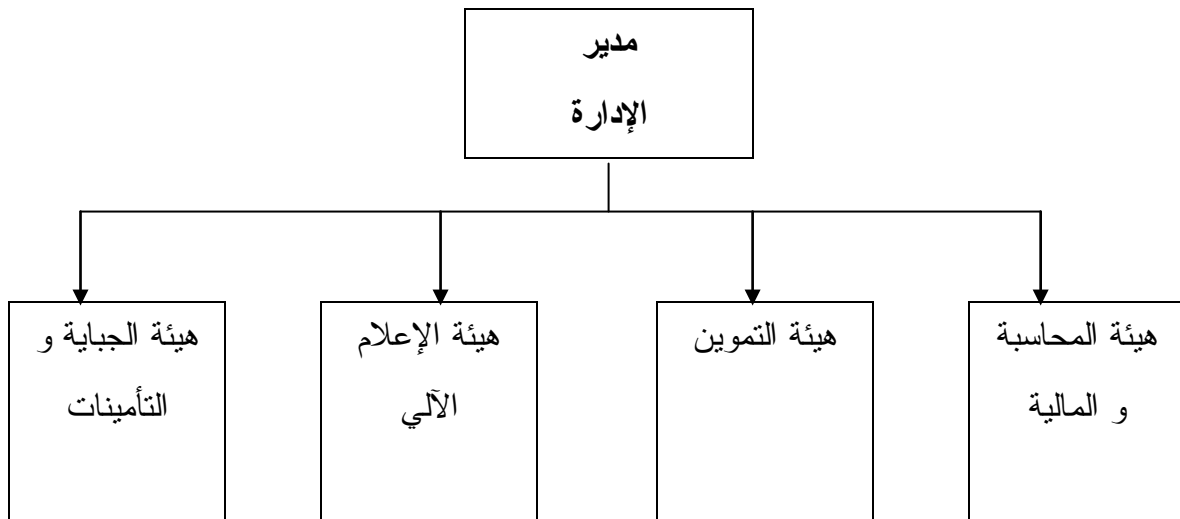 مدير
الإدارة
هيئة المحاسبة
و المالية
هيئة التموين
هيئة الإعلام
الآلي
هيئة الجباية و
التأمينات